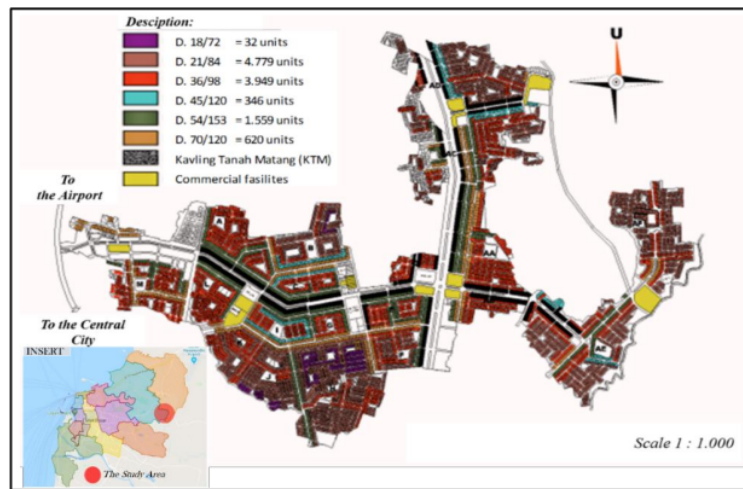 Desciption:
D. 18/72 = 32 units
D. 21/84 = 4.779 units
D. 36/98 = 3.949 units
D. 45/120 = 346 units
D. 54/153 = 1.559 units
D. 70/120 = 620 units
Kavling Tanah Matang (KTM)
Commercial fasilites
U
To
the Airport
To the Central
City
INSERT
The Study Area
Scale 1 : 1.000
A
B
M
AA
AE